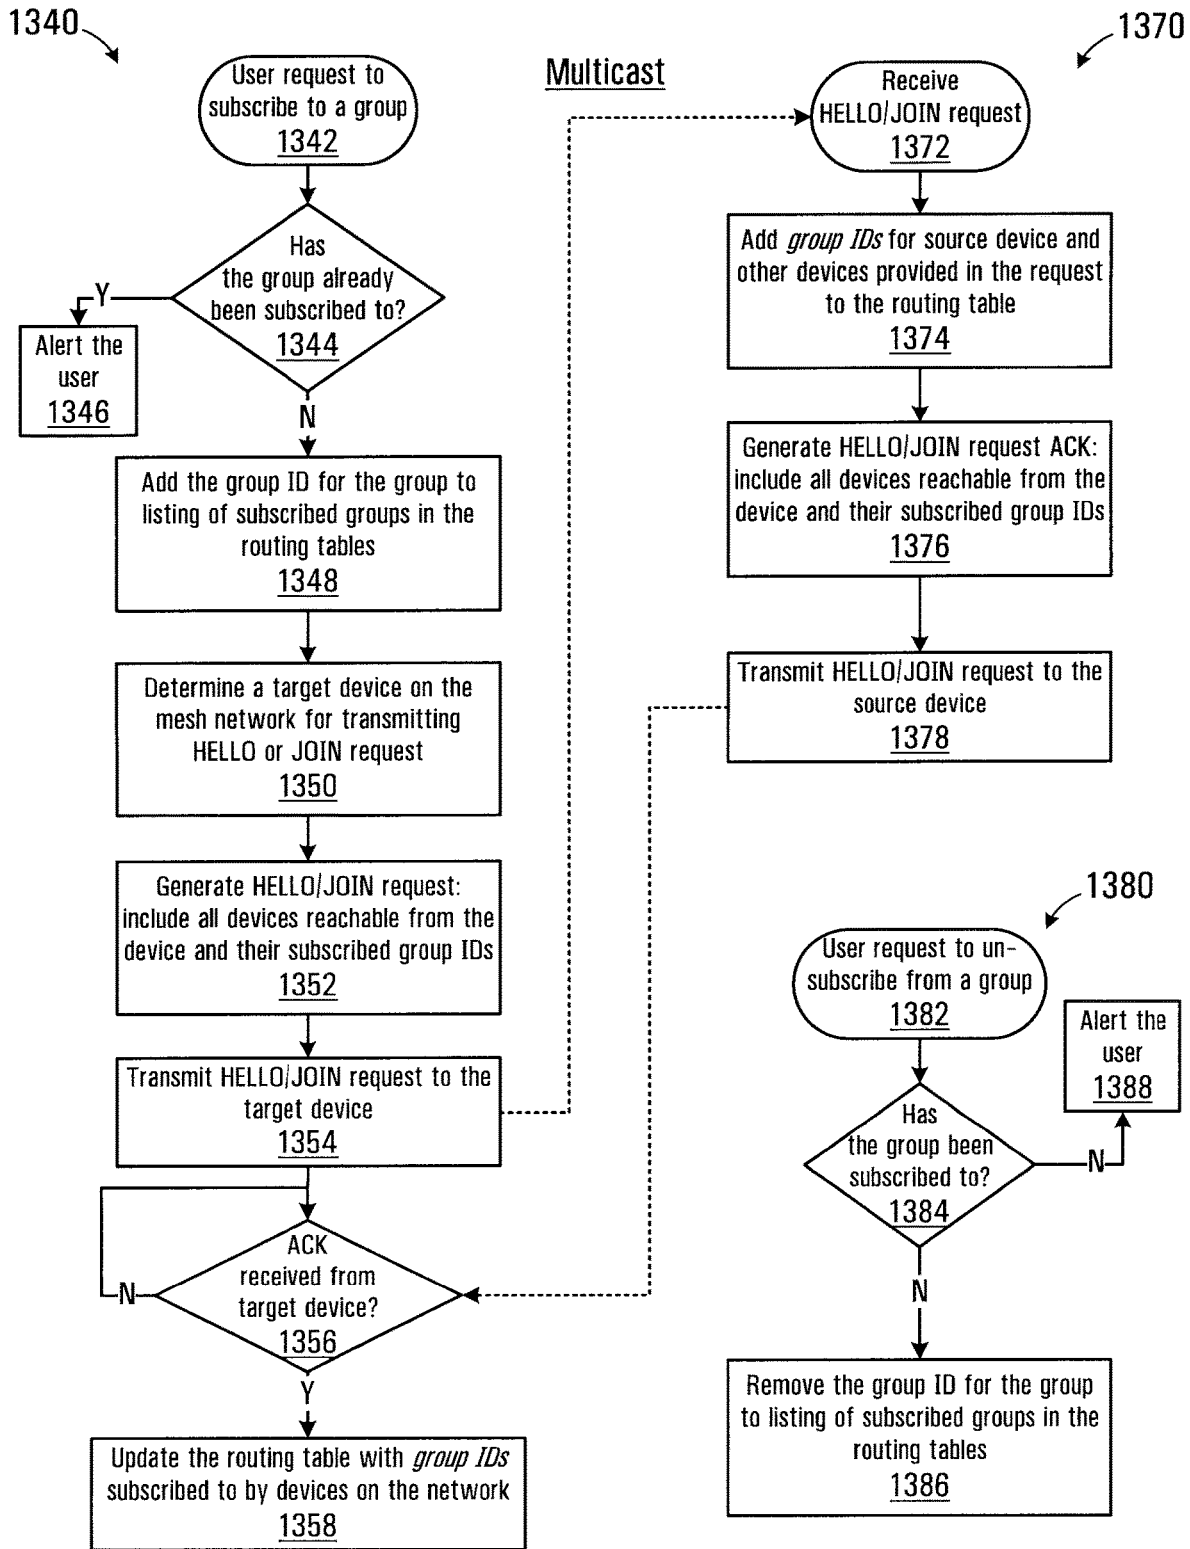 1340
User request to
subscribe to a group
1342
Has
the group already
been subscribed to?
1344
Y
Alert the
user
1346
N
Add the group ID for the group to
listing of subscribed groups in the
routing tables
1348
Determine a target device on the
mesh network for transmitting
HELLO or JOIN request
1350
Generate HELLO/JOIN request:
include all devices reachable from the
device and their subscribed group IDs
1352
Transmit HELLO/JOIN request to the
target device
1354
ACK
received from
target device?
1356
N
Y
Update the routing table with group IDs
subscribed to by devices on the network
1358
Multicast
1370
Receive
HELLO/JOIN request
1372
Add group IDs for source device and
other devices provided in the request
to the routing table
1374
Generate HELLO/JOIN request ACK:
include all devices reachable from the
device and their subscribed group IDs
1376
Transmit HELLO/JOIN request to the
source device
1378
1380
User request to un-
subscribe from a group
1382
Has
the group been
subscribed to?
1384
N
Alert the
user
1388
N
Remove the group ID for the group
to listing of subscribed groups in the
routing tables
1386